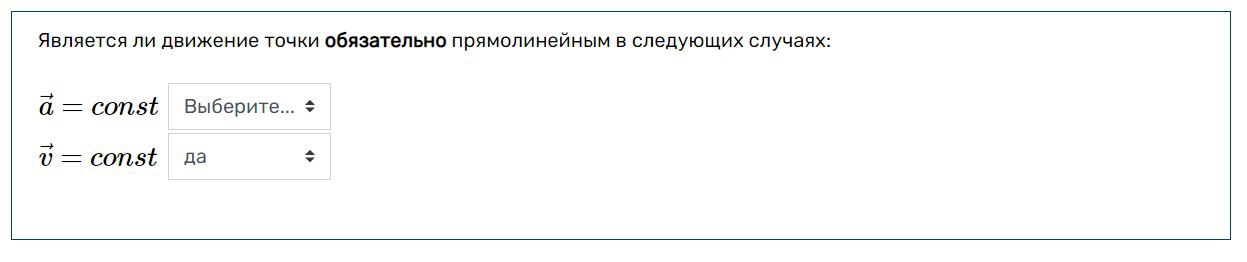 Является ли движение точки обязательно прямолинейным в следующих случаях:
$\vec{a} = const$ Выберите...
$\vec{v} = const$ да